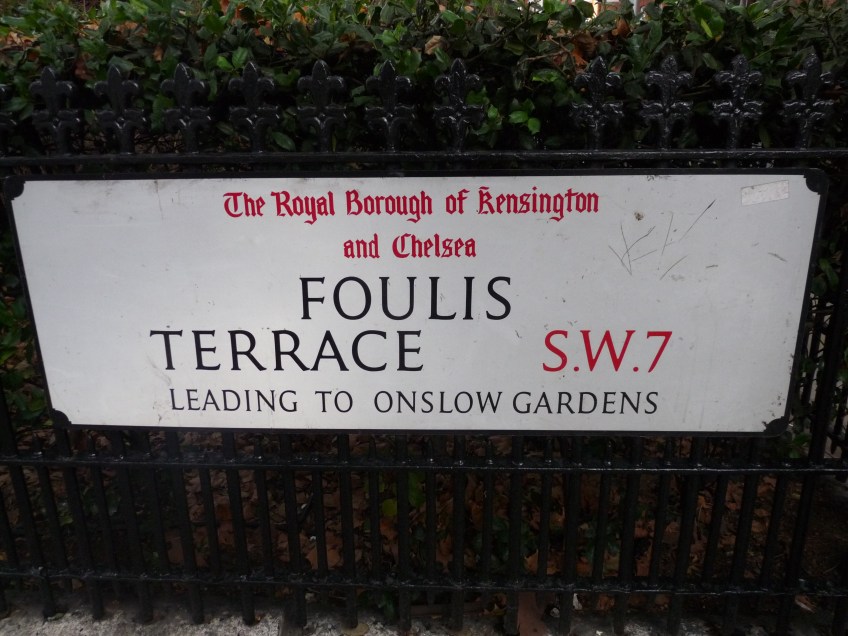 The Royal Borough of Kensington
and Chelsea
FOULIS
TERRACE S.W.7
LEADING TO ONSLOW GARDENS